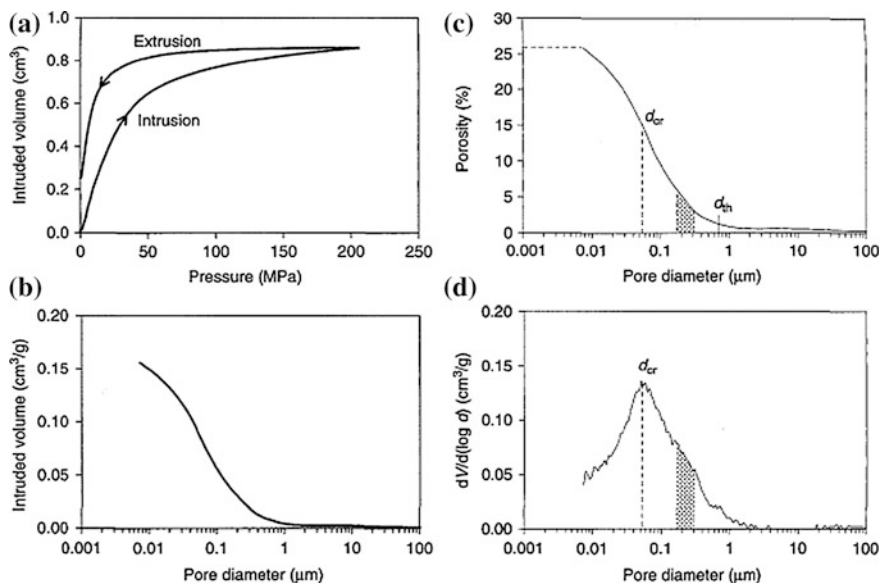 (a)
1.0
0.8
0.6
0.4
0.2
0.0
Intruded volume (cm³)
Extrusion
Intrusion
0 50 100 150 200 250
Pressure (MPa)
(b)
0.20
0.15
0.10
0.05
0.00
Intruded volume (cm³/g)
0.001 0.01 0.1 1 10 100
Pore diameter (μm)
(c)
30
25
20
15
10
5
0
Porosity (%)
dcr
dth
0.001 0.01 0.1 1 10 100
Pore diameter (μm)
(d)
0.20
0.15
0.10
0.05
0.00
dV/d(log d) (cm³/g)
dcr
0.001 0.01 0.1 1 10 100
Pore diameter (μm)